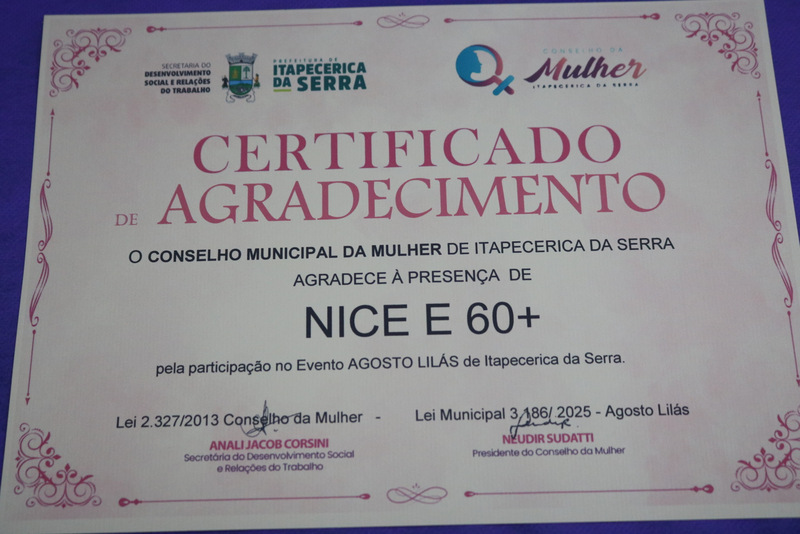 SECRETARIA DO
DESENVOLVIMENTO
SOCIAL E RELAÇÕES
DO TRABALHO
PREFEITURA DE
ITAPECERICA
DA SERRA
CONSELHO DA
Mulher
ITAPECERICA DA SERRA
CERTIFICADO
DE AGRADECIMENTO
O CONSELHO MUNICIPAL DA MULHER DE ITAPECERICA DA SERRA
AGRADECE À PRESENÇA DE
NICE E 60+
pela participação no Evento AGOSTO LILÁS de Itapecerica da Serra.
Lei 2.327/2013 Conselho da Mulher - Lei Municipal 3.186/ 2025 - Agosto Lilás
ANALI JACOB CORSINI
Secretária do Desenvolvimento Social
e Relações do Trabalho
NEUDIR SUDATTI
Presidente do Conselho da Mulher